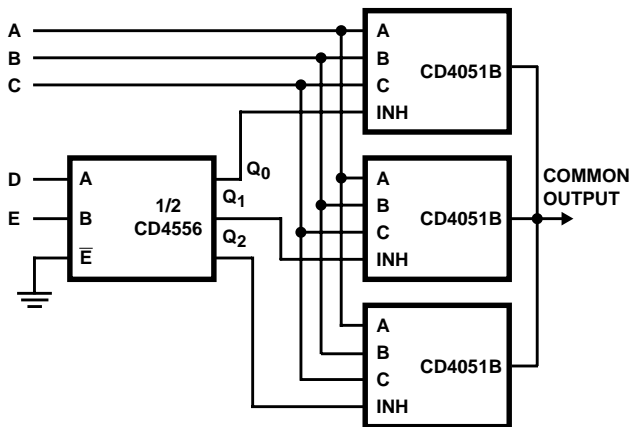 A
B
C
A
B
C
INH
CD4051B
D
E
A
B
E̅
1/2
CD4556
Q0
Q1
Q2
A
B
C
INH
CD4051B
COMMON
OUTPUT
A
B
C
INH
CD4051B